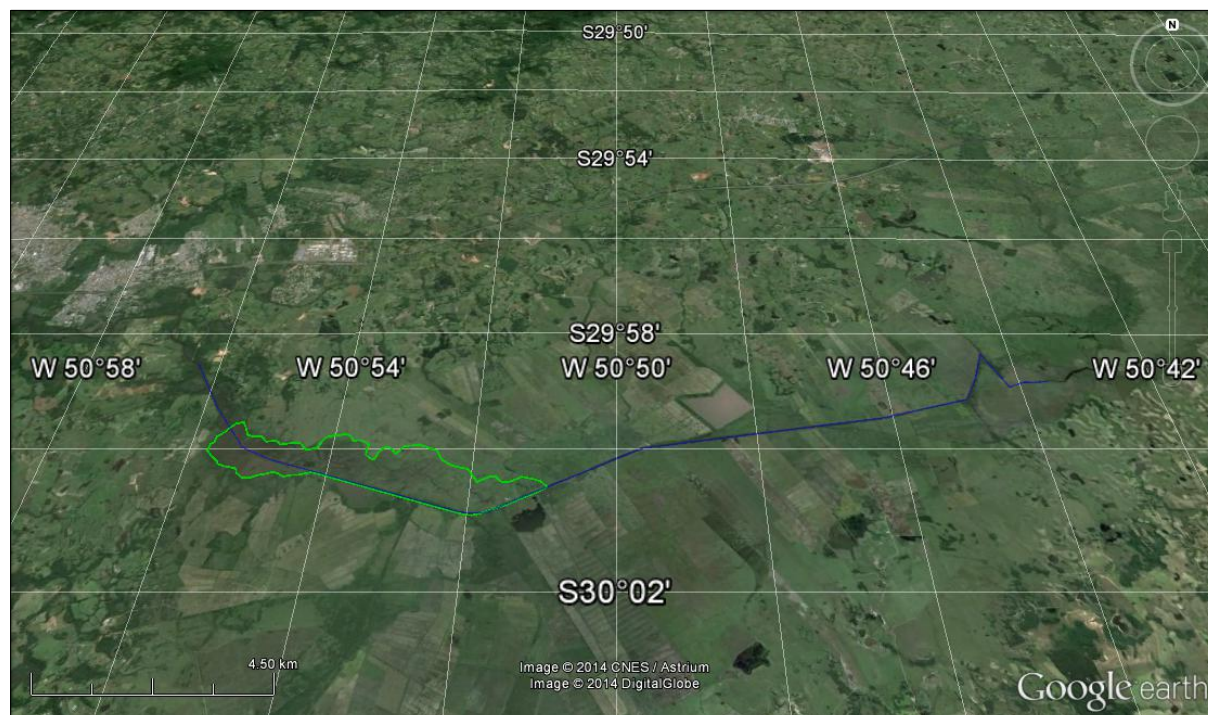 N
S29°50'
S29°54'
S29°58'
W 50°58' W 50°54' W 50°50' W 50°46' W 50°42'
S30°02'
4.50 km
Image © 2014 CNES / Astrium
Image © 2014 DigitalGlobe
Google earth